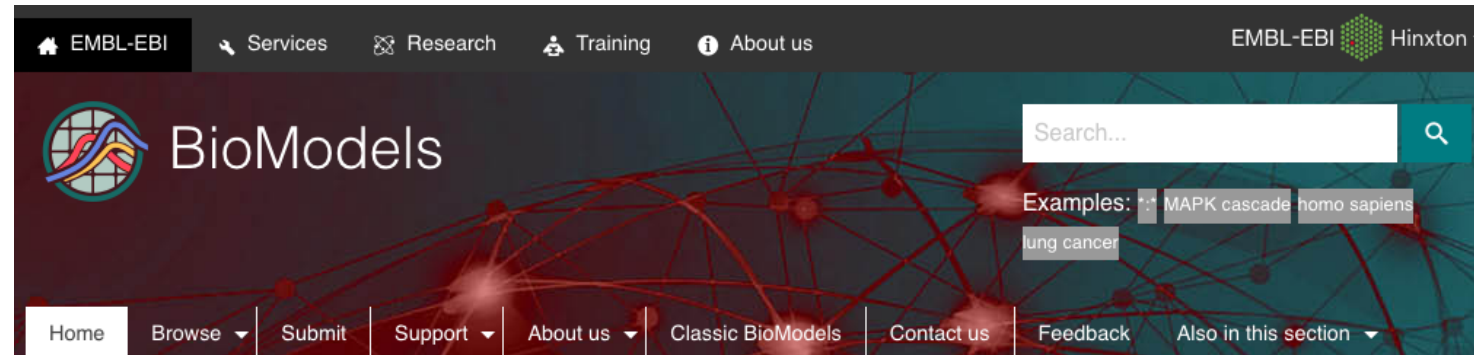 EMBL-EBI Services Research Training About us EMBL-EBI Hinxton
BioModels
Search...
Examples: *:* MAPK cascade homo sapiens
lung cancer
Home Browse Submit Support About us Classic BioModels Contact us Feedback Also in this section